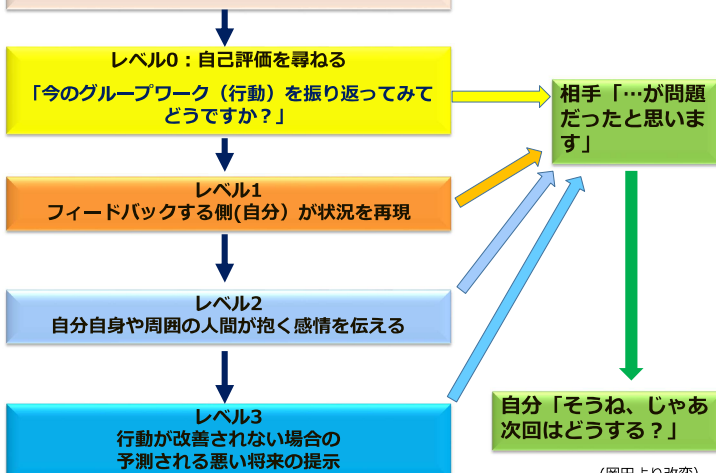 レベル0：自己評価を尋ねる
「今のグループワーク（行動）を振り返ってみて
どうですか？」
相手「…が問題
だったと思いま
す」
レベル1
フィードバックする側(自分）が状況を再現
レベル2
自分自身や周囲の人間が抱く感情を伝える
レベル3
行動が改善されない場合の
予測される悪い将来の提示
自分「そうね、じゃあ
次回はどうする？」
（岡田より改変）